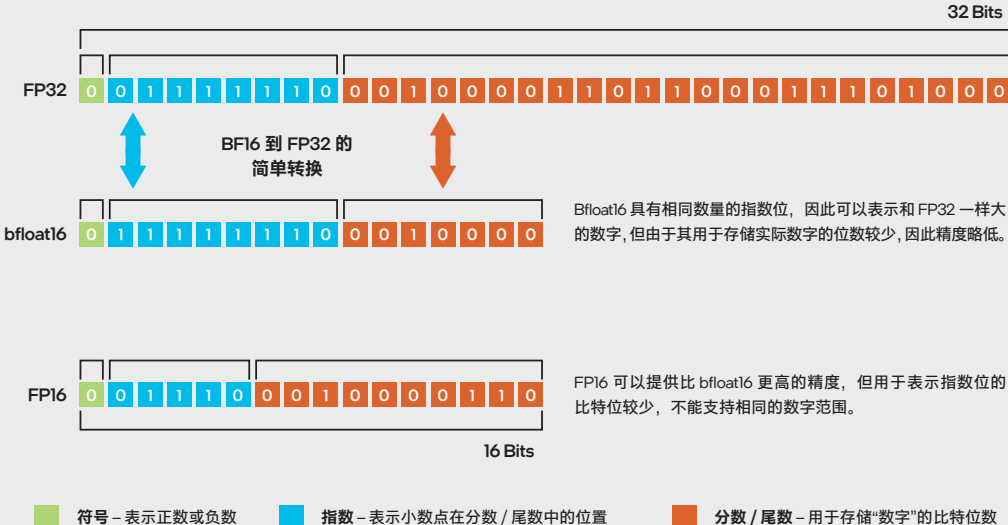 32 Bits
FP32 0 0 1 1 1 1 1 1 0 0 0 1 0 0 0 0 1 1 0 1 1 0 0 0 1 1 1 0 1 0 0 0
BF16 到 FP32 的
简单转换
bfloat16 0 1 1 1 1 1 1 1 0 0 0 1 0 0 0 0
Bfloat16 具有相同数量的指数位，因此可以表示和 FP32 一样大
的数字，但由于其用于存储实际数字的位数较少，因此精度略低。
FP16 0 0 1 1 1 0 0 0 1 0 0 0 0 1 1 0
FP16 可以提供比 bfloat16 更高的精度，但用于表示指数位的
比特位较少，不能支持相同的数字范围。
16 Bits
符号 – 表示正数或负数 指数 – 表示小数点在分数 / 尾数中的位置 分数 / 尾数 – 用于存储“数字”的比特位数